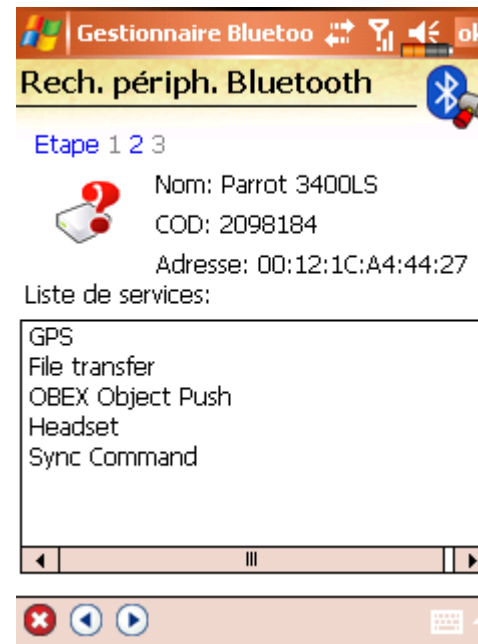 Gestionnaire Bluetoo ok
Rech. périph. Bluetooth
Etape 1 2 3
Nom: Parrot 3400LS
COD: 2098184
Adresse: 00:12:1C:A4:44:27
Liste de services:
GPS
File transfer
OBEX Object Push
Headset
Sync Command